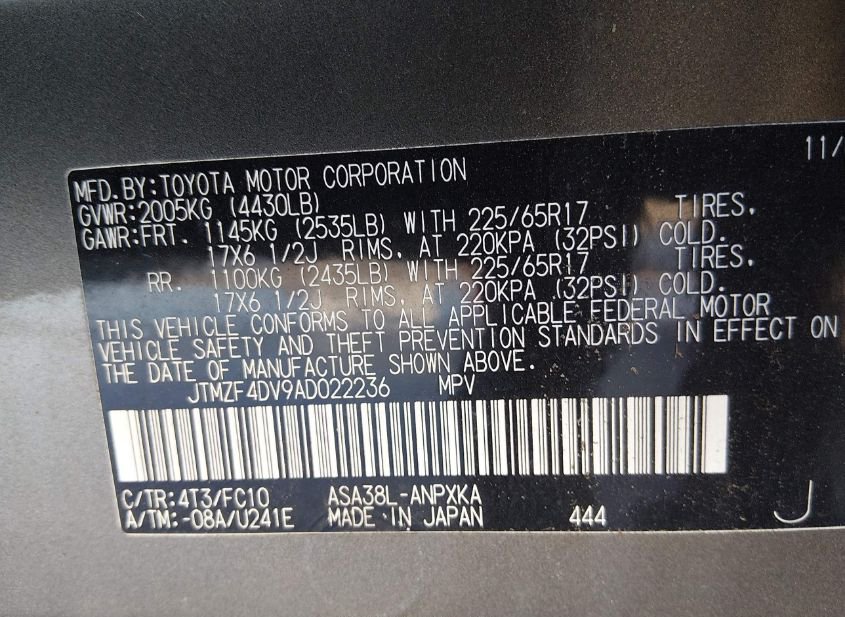 11/
MFD.BY:TOYOTA MOTOR CORPORATION
GVWR:2005KG (4430LB)
GAWR:FRT. 1145KG (2535LB) WITH 225/65R17 TIRES,
17X6 1/2J RIMS, AT 220KPA (32PSI) COLD.
RR. 1100KG (2435LB) WITH 225/65R17 TIRES,
17X6 1/2J RIMS, AT 220KPA (32PSI) COLD.
THIS VEHICLE CONFORMS TO ALL APPLICABLE FEDERAL MOTOR
VEHICLE SAFETY AND THEFT PREVENTION STANDARDS IN EFFECT ON
THE DATE OF MANUFACTURE SHOWN ABOVE.
JTMZF4DV9AD022236 MPV
C/TR:4T3/FC10 ASA38L-ANPXKA
A/TM:-08A/U241E MADE IN JAPAN 444 J